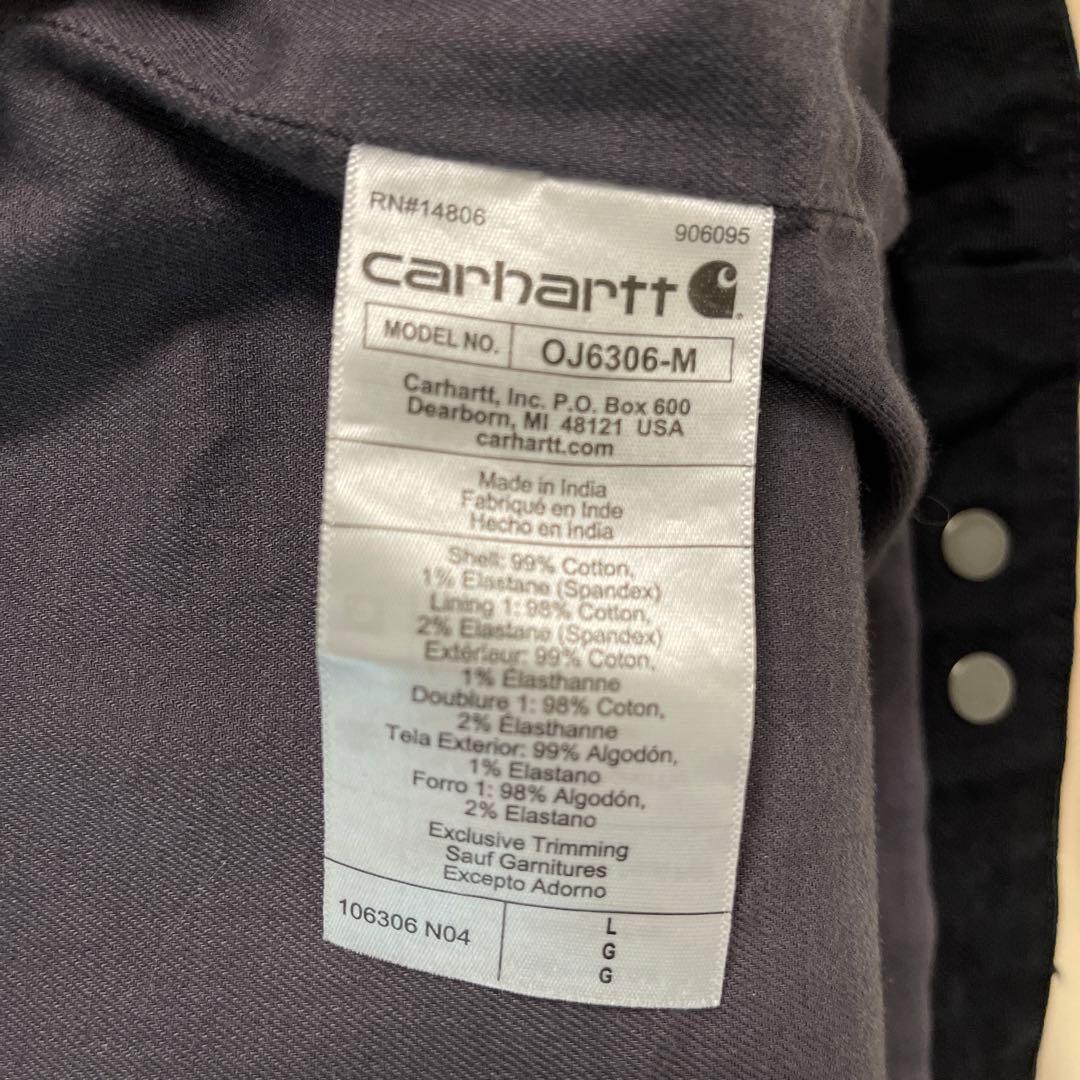 RN#14806
906095
carhartt
MODEL NO. OJ6306-M
Carhartt, Inc. P.O. Box 600
Dearborn, MI 48121 USA
carhartt.com
Made in India
Fabriqué en Inde
Hecho en India
Shell: 99% Cotton,
1% Elastane (Spandex)
Lining 1: 98% Cotton,
2% Elastane (Spandex)
Extérieur: 99% Coton,
1% Élasthanne
Doublure 1: 98% Coton,
2% Élasthanne
Tela Exterior: 99% Algodón,
1% Elastano
Forro 1: 98% Algodón,
2% Elastano
Exclusive Trimming
Sauf Garnitures
Excepto Adorno
106306 N04
L
G
G